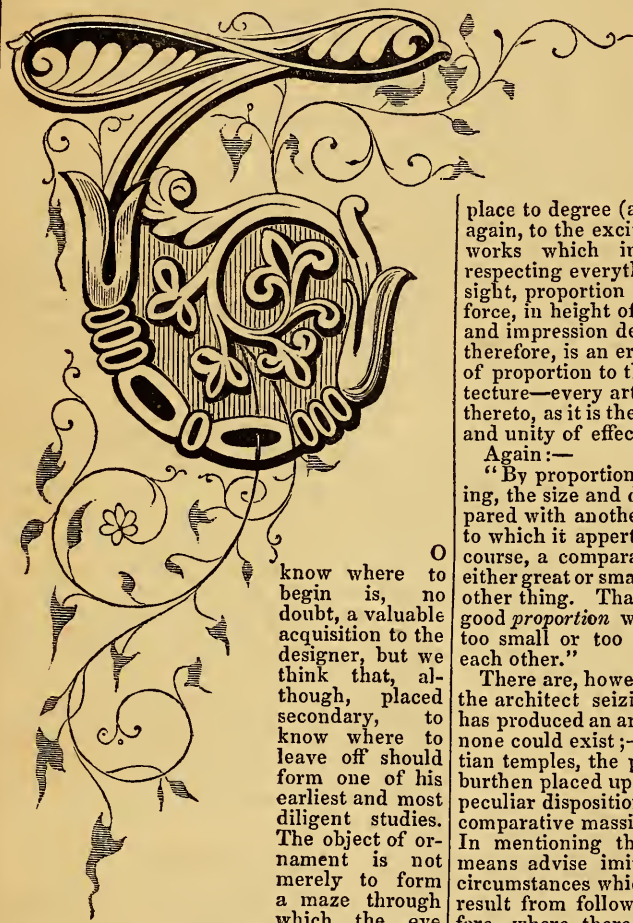 T
O
know where to
begin is, no
doubt, a valuable
acquisition to the
designer, but we
think that, al-
though, placed
secondary, to
know where to
leave off should
form one of his
earliest and most
diligent studies.
The object of or-
nament is not
merely to form
a maze through
which the eye
place to degree (a
again, to the exci
works which in
respecting everyt
sight, proportion
force, in height of
and impression de
therefore, is an er
of proportion to t
tecture—every art
thereto, as it is the
and unity of effec
Again:—
"By proportion
ing, the size and
pared with anothe
to which it appert
course, a compara
either great or sma
other thing. Tha
good proportion w
too small or too
each other."
There are, howe
the architect seizi
has produced an ar
none could exist;-
tian temples, the p
burthen placed up
peculiar dispositio
comparative massi
In mentioning th
means advise imi
circumstances whi
result from follow
fore, where there